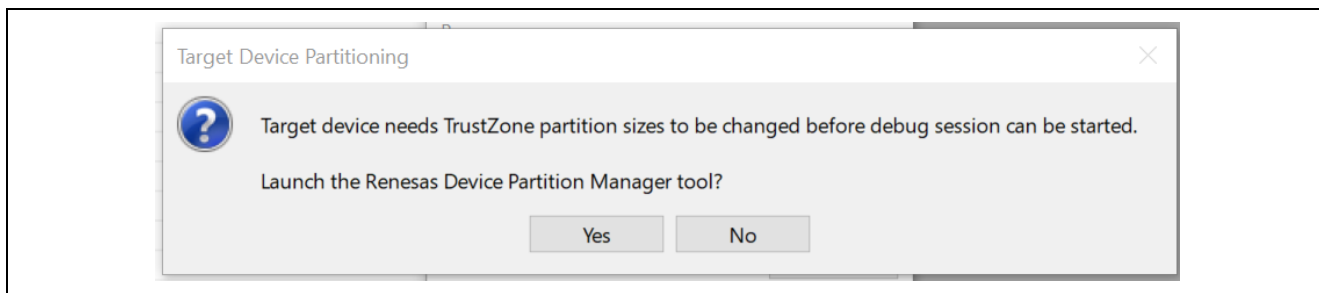 Target Device Partitioning
Target device needs TrustZone partition sizes to be changed before debug session can be started.
Launch the Renesas Device Partition Manager tool?
Yes No